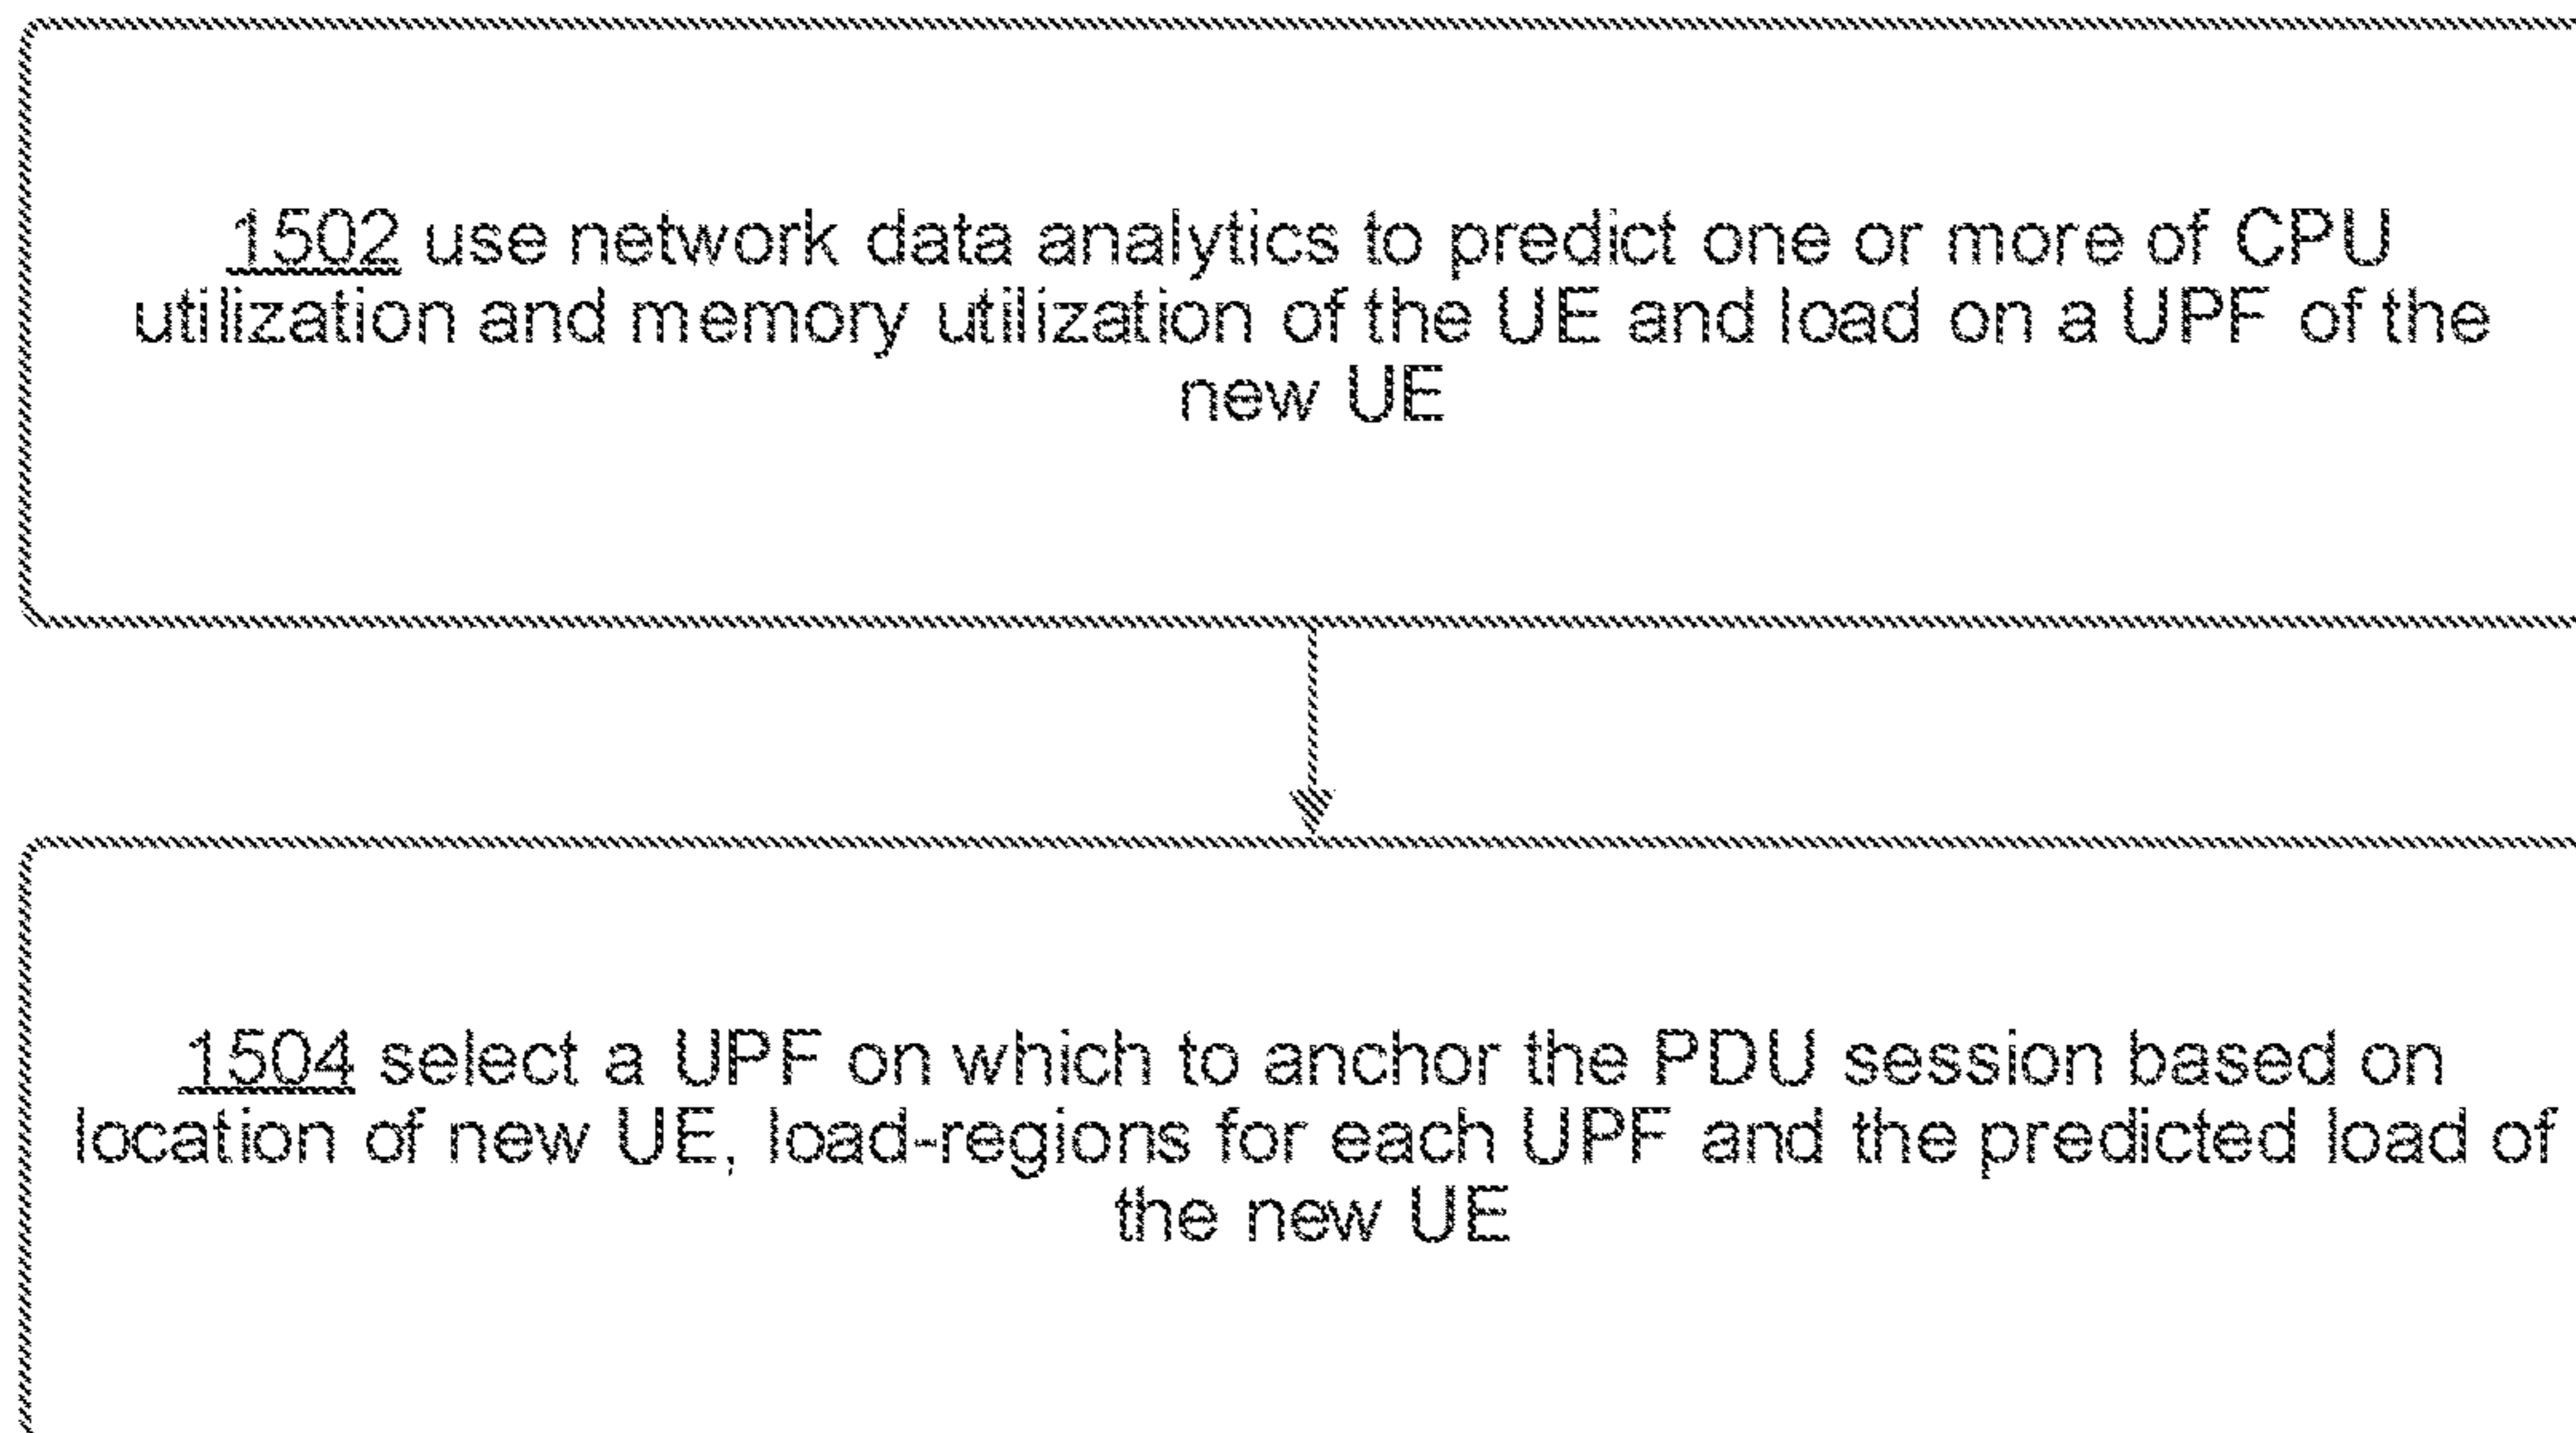 1502 use network data analytics to predict one or more of CPU
utilization and memory utilization of the UE and load on a UPF of the
new UE
1504 select a UPF on which to anchor the PDU session based on
location of new UE, load-regions for each UPF and the predicted load of
the new UE